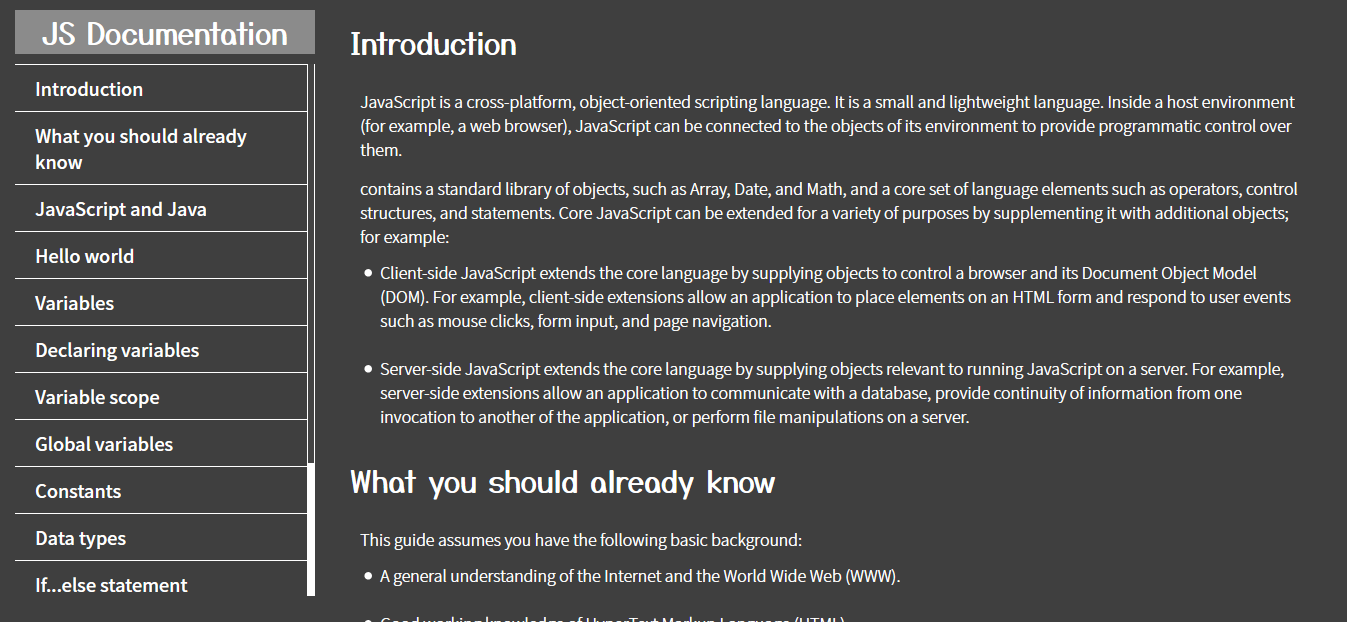 JS Documentation
Introduction
What you should already
know
JavaScript and Java
Hello world
Variables
Declaring variables
Variable scope
Global variables
Constants
Data types
If...else statement
Introduction
JavaScript is a cross-platform, object-oriented scripting language. It is a small and lightweight language. Inside a host environment
(for example, a web browser), JavaScript can be connected to the objects of its environment to provide programmatic control over
them.
contains a standard library of objects, such as Array, Date, and Math, and a core set of language elements such as operators, control
structures, and statements. Core JavaScript can be extended for a variety of purposes by supplementing it with additional objects;
for example:
● Client-side JavaScript extends the core language by supplying objects to control a browser and its Document Object Model
(DOM). For example, client-side extensions allow an application to place elements on an HTML form and respond to user events
such as mouse clicks, form input, and page navigation.
● Server-side JavaScript extends the core language by supplying objects relevant to running JavaScript on a server. For example,
server-side extensions allow an application to communicate with a database, provide continuity of information from one
invocation to another of the application, or perform file manipulations on a server.
What you should already know
This guide assumes you have the following basic background:
● A general understanding of the Internet and the World Wide Web (WWW).
● Good working knowledge of HyperText Markup Language (HTML).